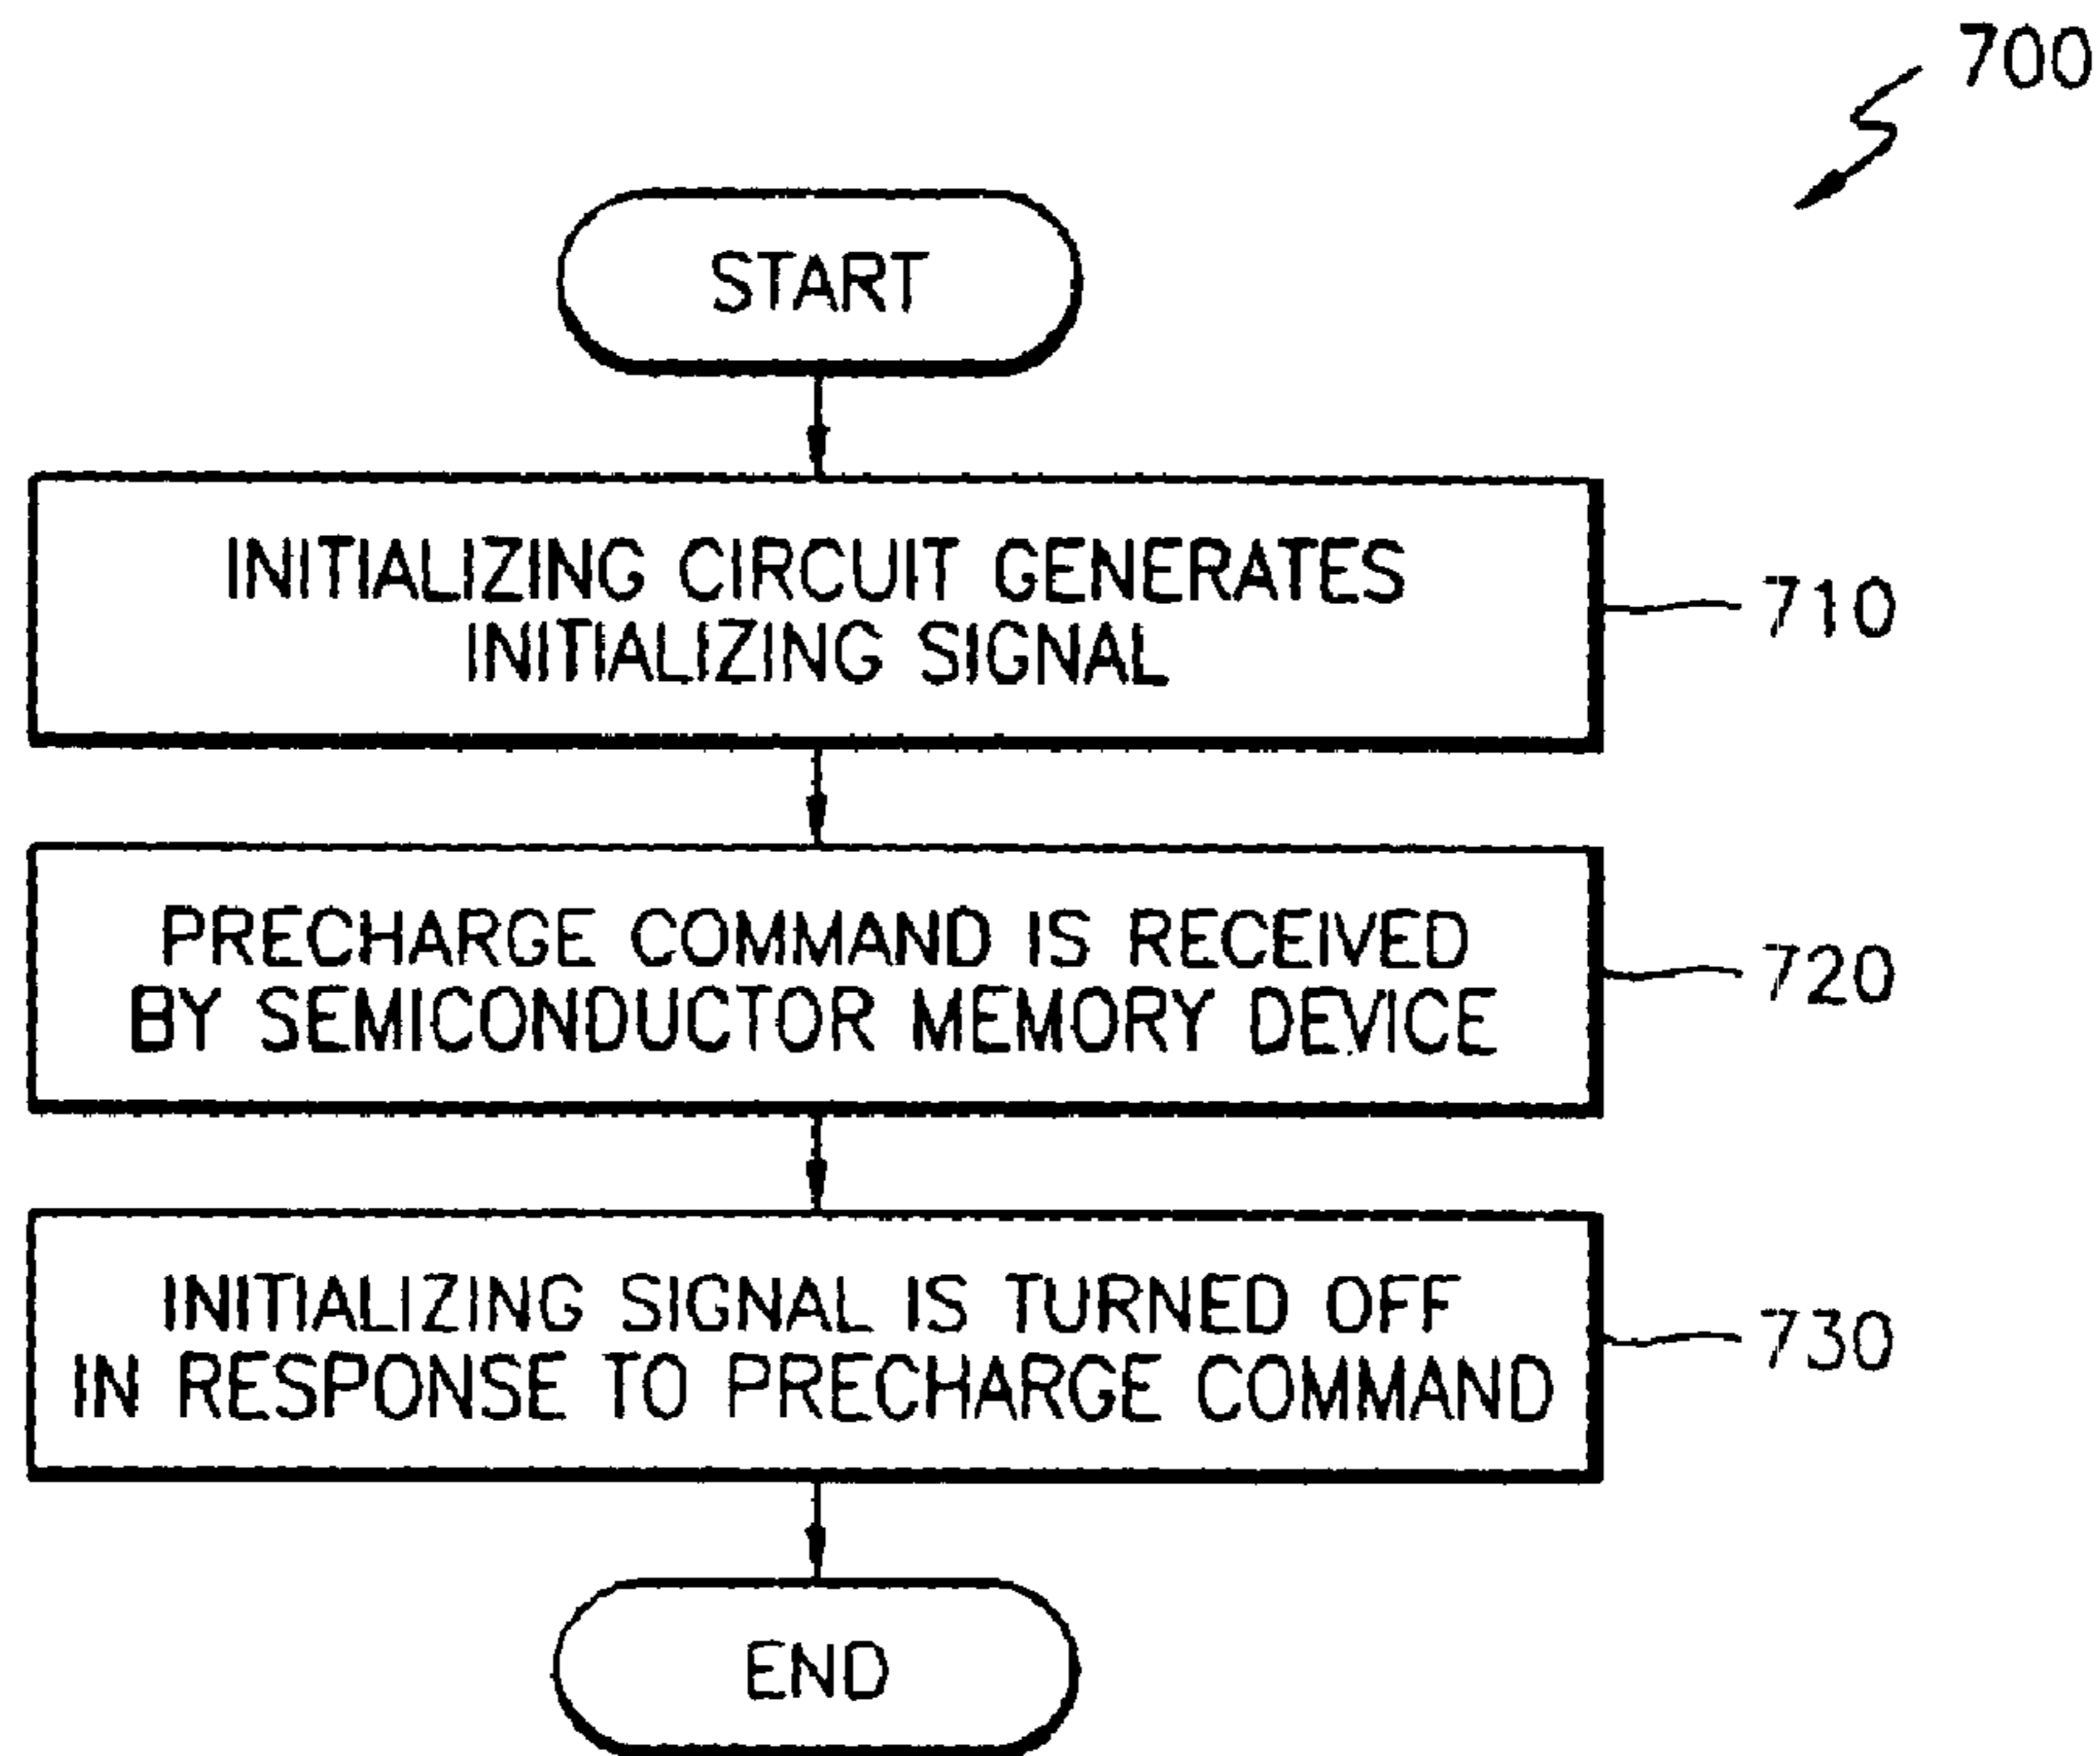 700
START
INITIALIZING CIRCUIT GENERATES
INITIALIZING SIGNAL
710
PRECHARGE COMMAND IS RECEIVED
BY SEMICONDUCTOR MEMORY DEVICE
720
INITIALIZING SIGNAL IS TURNED OFF
IN RESPONSE TO PRECHARGE COMMAND
730
END